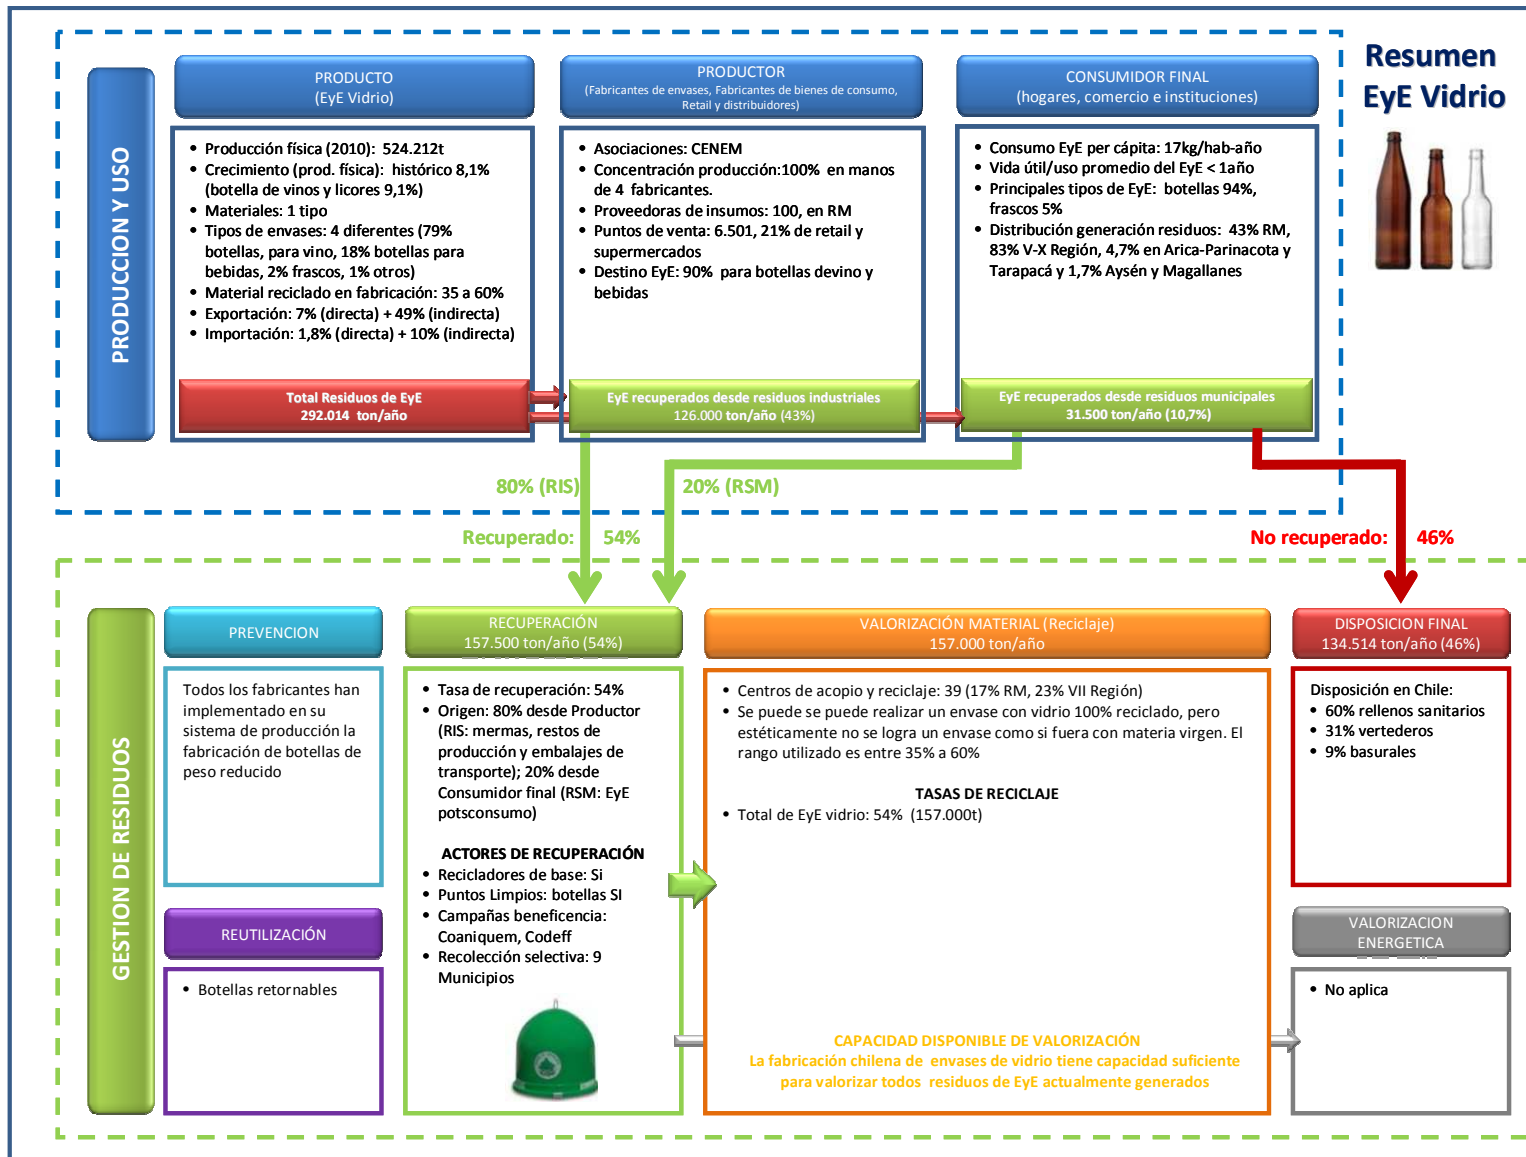 Resumen
EyE Vidrio
PRODUCCION Y USO
PRODUCTO
(EyE Vidrio)
• Producción física (2010): 524.212t
• Crecimiento (prod. física): histórico 8,1%
(botella de vinos y licores 9,1%)
• Materiales: 1 tipo
• Tipos de envases: 4 diferentes (79%
botellas, para vino, 18% botellas para
bebidas, 2% frascos, 1% otros)
• Material reciclado en fabricación: 35 a 60%
• Exportación: 7% (directa) + 49% (indirecta)
• Importación: 1,8% (directa) + 10% (indirecta)
Total Residuos de EyE
292.014 ton/año
PRODUCTOR
(Fabricantes de envases, Fabricantes de bienes de consumo,
Retail y distribuidores)
• Asociaciones: CENEM
• Concentración producción:100% en manos
de 4 fabricantes.
• Proveedoras de insumos: 100, en RM
• Puntos de venta: 6.501, 21% de retail y
supermercados
• Destino EyE: 90% para botellas devino y
bebidas
EyE recuperados desde residuos industriales
126.000 ton/año (43%)
CONSUMIDOR FINAL
(hogares, comercio e instituciones)
• Consumo EyE per cápita: 17kg/hab-año
• Vida útil/uso promedio del EyE < 1año
• Principales tipos de EyE: botellas 94%,
frascos 5%
• Distribución generación residuos: 43% RM,
83% V-X Región, 4,7% en Arica-Parinacota y
Tarapacá y 1,7% Aysén y Magallanes
EyE recuperados desde residuos municipales
31.500 ton/año (10,7%)
80% (RIS)
20% (RSM)
Recuperado: 54%
No recuperado: 46%
GESTION DE RESIDUOS
PREVENCION
Todos los fabricantes han
implementado en su
sistema de producción la
fabricación de botellas de
peso reducido
REUTILIZACIÓN
• Botellas retornables
RECUPERACIÓN
157.500 ton/año (54%)
• Tasa de recuperación: 54%
• Origen: 80% desde Productor
(RIS: mermas, restos de
producción y embalajes de
transporte); 20% desde
Consumidor final (RSM: EyE
potsconsumo)
ACTORES DE RECUPERACIÓN
• Recicladores de base: Si
• Puntos Limpios: botellas SI
• Campañas beneficencia:
Coaniquem, Codeff
• Recolección selectiva: 9
Municipios
VALORIZACIÓN MATERIAL (Reciclaje)
157.000 ton/año
• Centros de acopio y reciclaje: 39 (17% RM, 23% VII Región)
• Se puede se puede realizar un envase con vidrio 100% reciclado, pero
estéticamente no se logra un envase como si fuera con materia virgen. El
rango utilizado es entre 35% a 60%
TASAS DE RECICLAJE
• Total de EyE vidrio: 54% (157.000t)
CAPACIDAD DISPONIBLE DE VALORIZACIÓN
La fabricación chilena de envases de vidrio tiene capacidad suficiente
para valorizar todos residuos de EyE actualmente generados
DISPOSICION FINAL
134.514 ton/año (46%)
Disposición en Chile:
• 60% rellenos sanitarios
• 31% vertederos
• 9% basurales
VALORIZACION
ENERGETICA
• No aplica